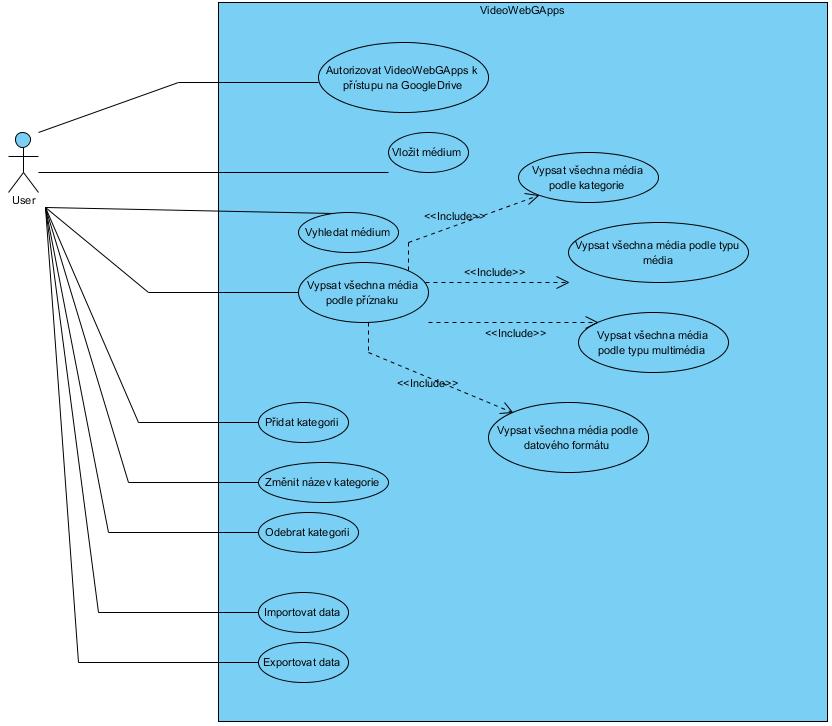 VideoWebGApps
Autorizovat VideoWebGApps k
přístupu na GoogleDrive
Vložit médium
Vypsat všechna média
podle kategorie
User
<<Include>>
Vyhledat médium
Vypsat všechna média podle typu
média
<<Include>>
Vypsat všechna média
podle příznaku
<<Include>>
Vypsat všechna média
podle typu multimédia
<<Include>>
Přidat kategorii
Vypsat všechna média podle
datového formátu
Změnit název kategorie
Odebrat kategorii
Importovat data
Exportovat data